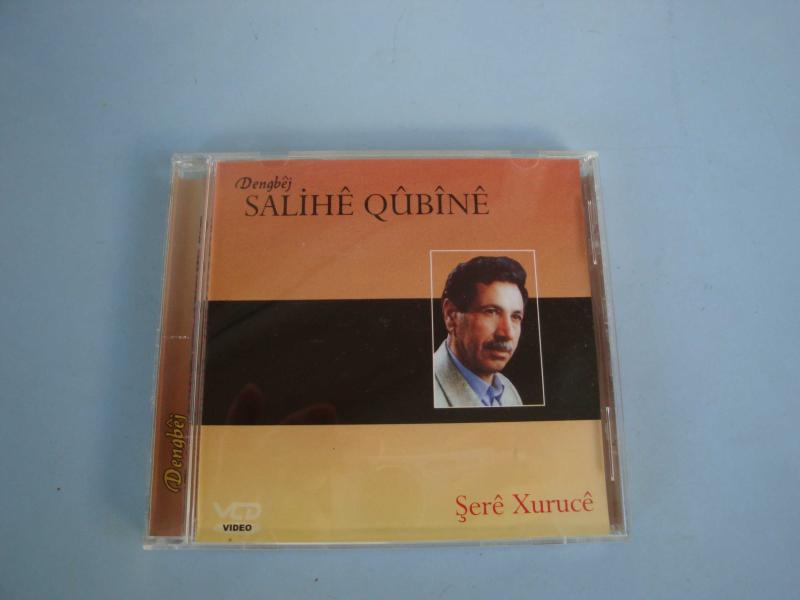 Dengbêj
SALİHÊ QÛBÎNÊ
Dengbêj
Şerê Xurucê
VCD
VIDEO